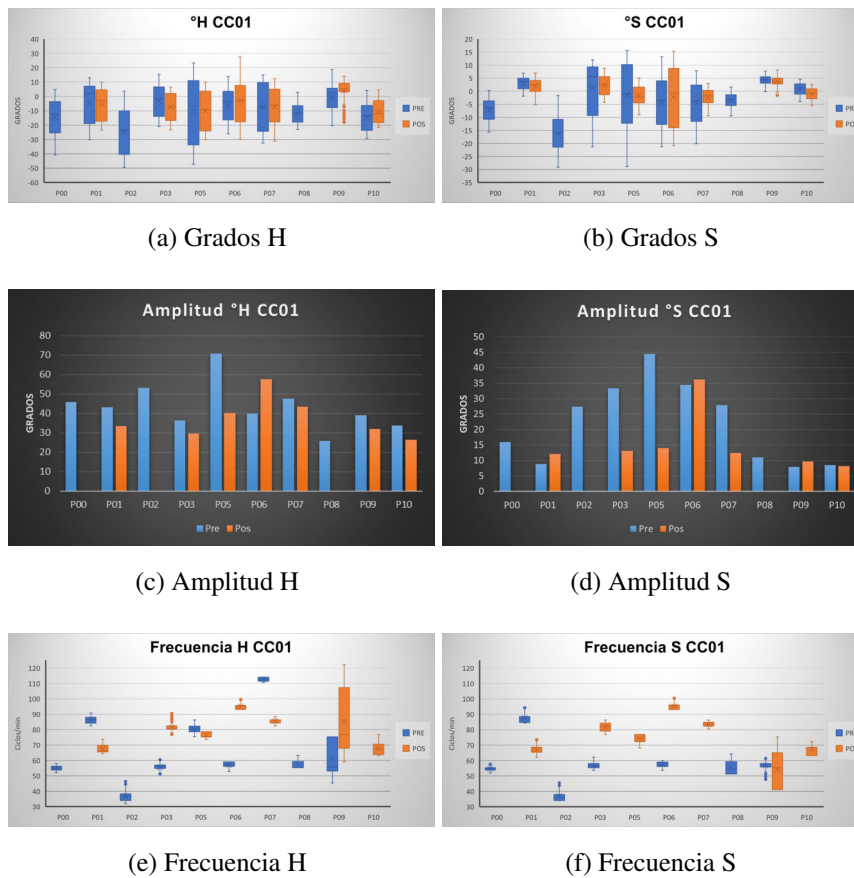 °H CC01
40
30
20
10
0
-10
-20
-30
-40
-50
-60
GRADOS
P00 P01 P02 P03 P05 P06 P07 P08 P09 P10
PRE
POS
(a) Grados H
°S CC01
20
15
10
5
0
-5
-10
-15
-20
-25
-30
-35
GRADOS
P00 P01 P02 P03 P05 P06 P07 P08 P09 P10
PRE
(b) Grados S
Amplitud °H CC01
80
70
60
50
40
30
20
10
0
GRADOS
P00 P01 P02 P03 P05 P06 P07 P08 P09 P10
Pre Pos
(c) Amplitud H
Amplitud °S CC01
50
45
40
35
30
25
20
15
10
5
0
GRADOS
P00 P01 P02 P03 P05 P06 P07 P08 P09 P10
Pre Pos
(d) Amplitud S
Frecuencia H CC01
120
110
100
90
80
70
60
50
40
30
Ciclos/min
P00 P01 P02 P03 P05 P06 P07 P08 P09 P10
PRE
POS
(e) Frecuencia H
Frecuencia S CC01
120
110
100
90
80
70
60
50
40
30
Ciclos/min
P00 P01 P02 P03 P05 P06 P07 P08 P09 P10
PRE
(f) Frecuencia S